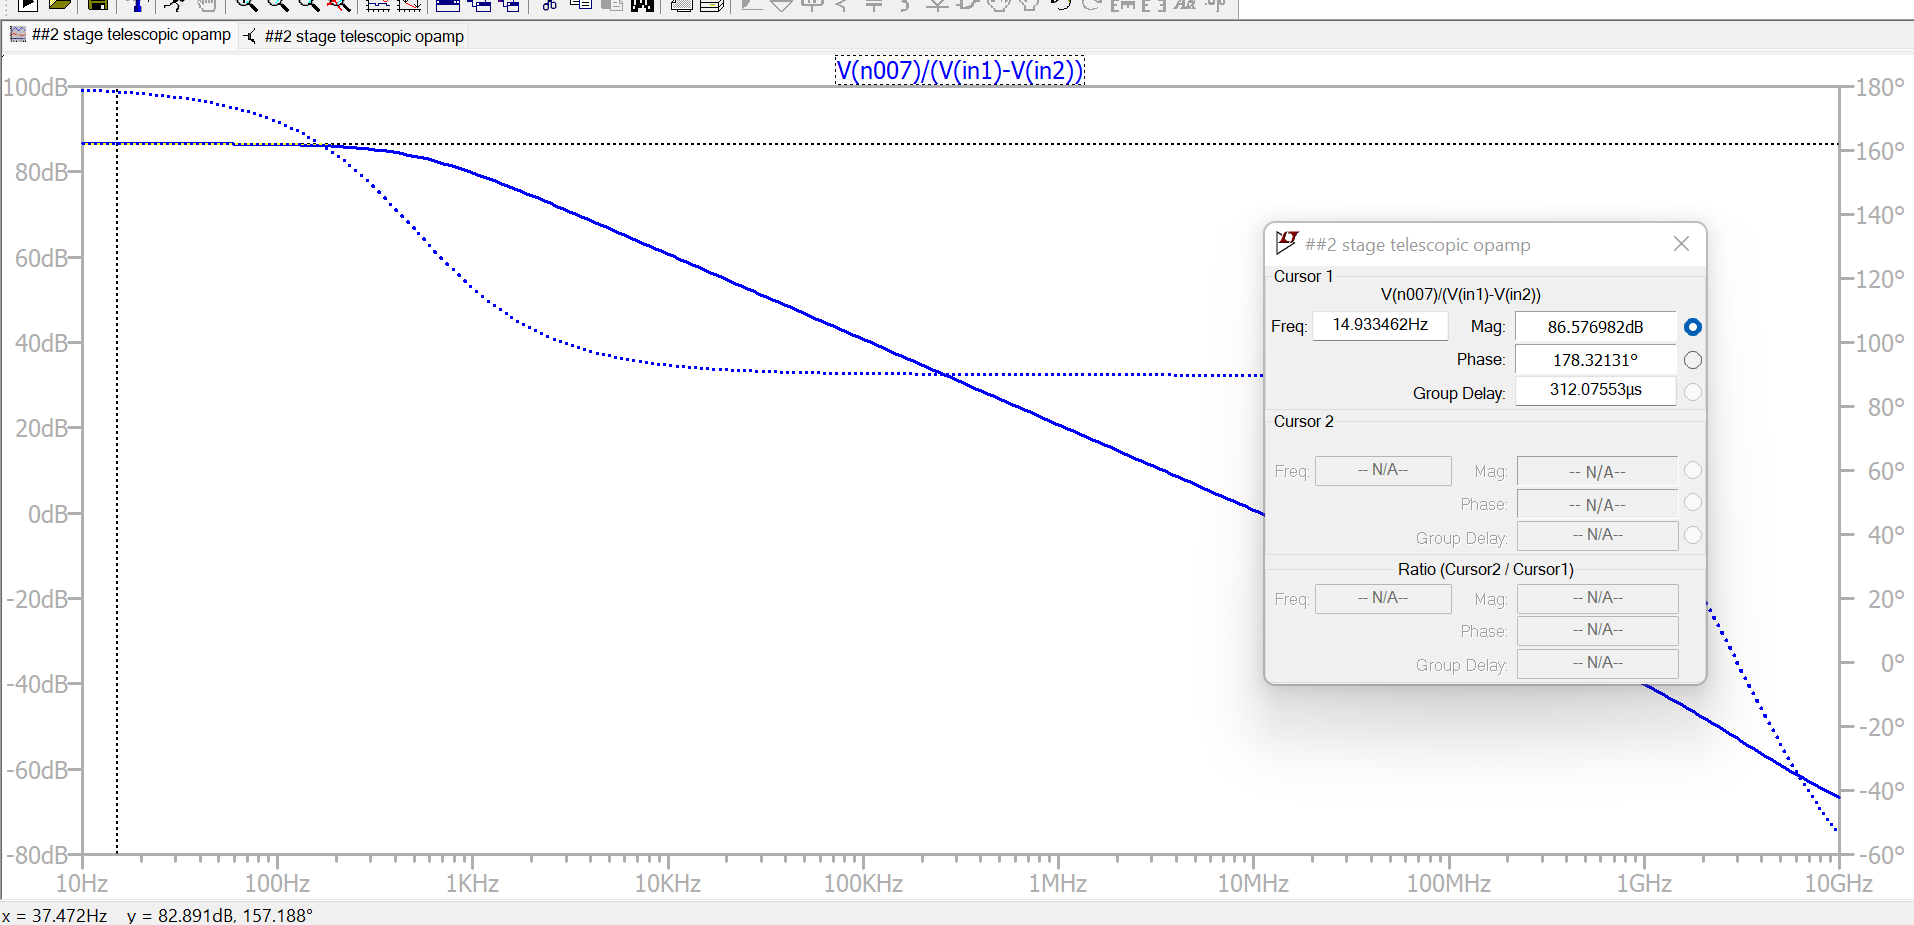 ##2 stage telescopic opamp
##2 stage telescopic opamp
V(n007)/(V(in1)-V(in2))
100dB
80dB
60dB
40dB
20dB
0dB
-20dB
-40dB
-60dB
-80dB
180°
160°
140°
120°
100°
80°
60°
40°
20°
0°
-20°
-40°
-60°
10Hz 100Hz 1KHz 10KHz 100KHz 1MHz 10MHz 100MHz 1GHz 10GHz
##2 stage telescopic opamp
Cursor 1
V(n007)/(V(in1)-V(in2))
Freq: 14.933462Hz Mag: 86.576982dB
Phase: 178.32131°
Group Delay: 312.07553µs
Cursor 2
Freq: -- N/A-- Mag: -- N/A--
Phase: -- N/A--
Group Delay: -- N/A--
Ratio (Cursor2 / Cursor1)
Freq: -- N/A-- Mag: -- N/A--
Phase: -- N/A--
Group Delay: -- N/A--
x = 37.472Hz y = 82.891dB, 157.188°